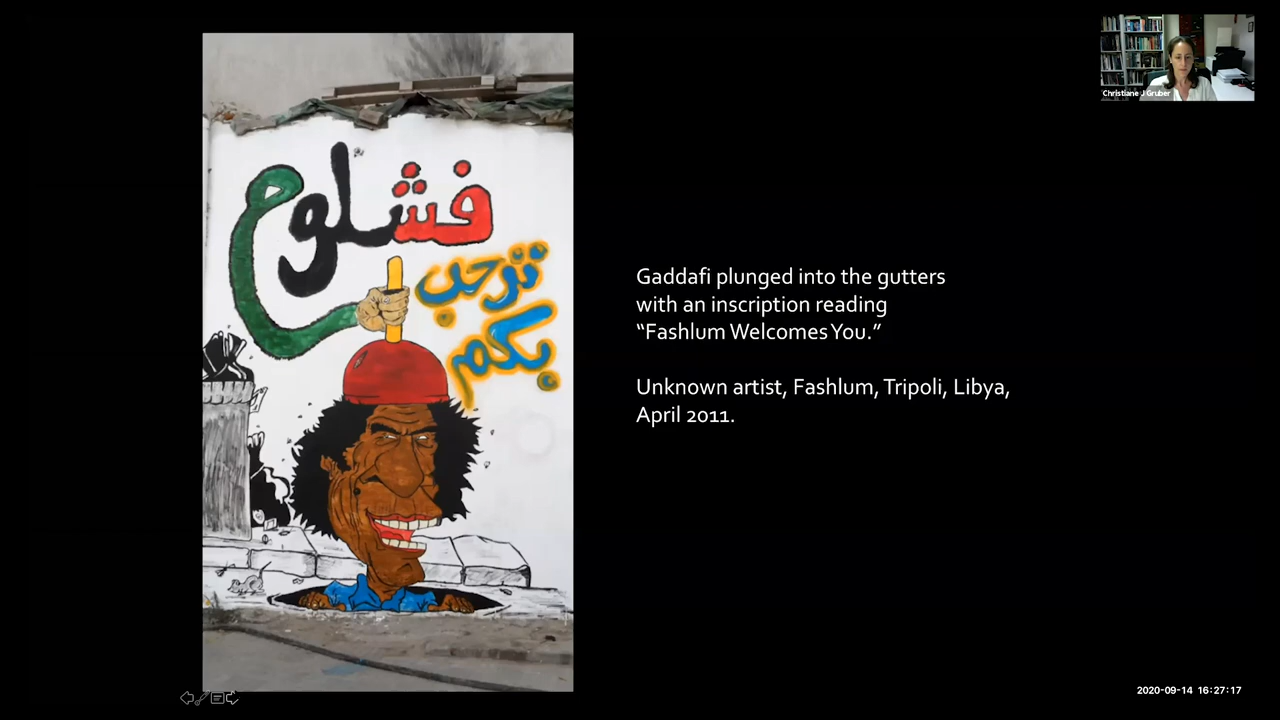 Christiane J Gruber
فشلوم
ترحب
بكم
Gaddafi plunged into the gutters
with an inscription reading
“Fashlum Welcomes You.”
Unknown artist, Fashlum, Tripoli, Libya,
April 2011.
2020-09-14 16:27:17